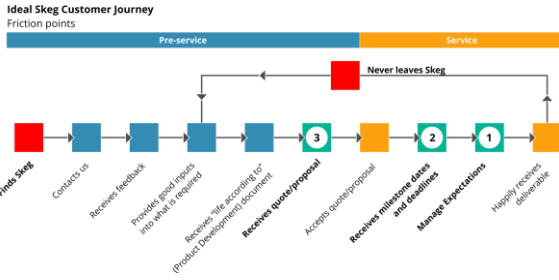 Ideal Skeg Customer Journey
Friction points
Pre-service
Service
Never leaves Skeg
3
2
1
Finds Skeg
Contacts us
Receives feedback
Provides good inputs
into what is required
Receives "life according to"
(Product Development) document
Receives quote/proposal
Accepts quote/proposal
Receives milestone dates
and deadlines
Manage Expectations
Happily receives
deliverable